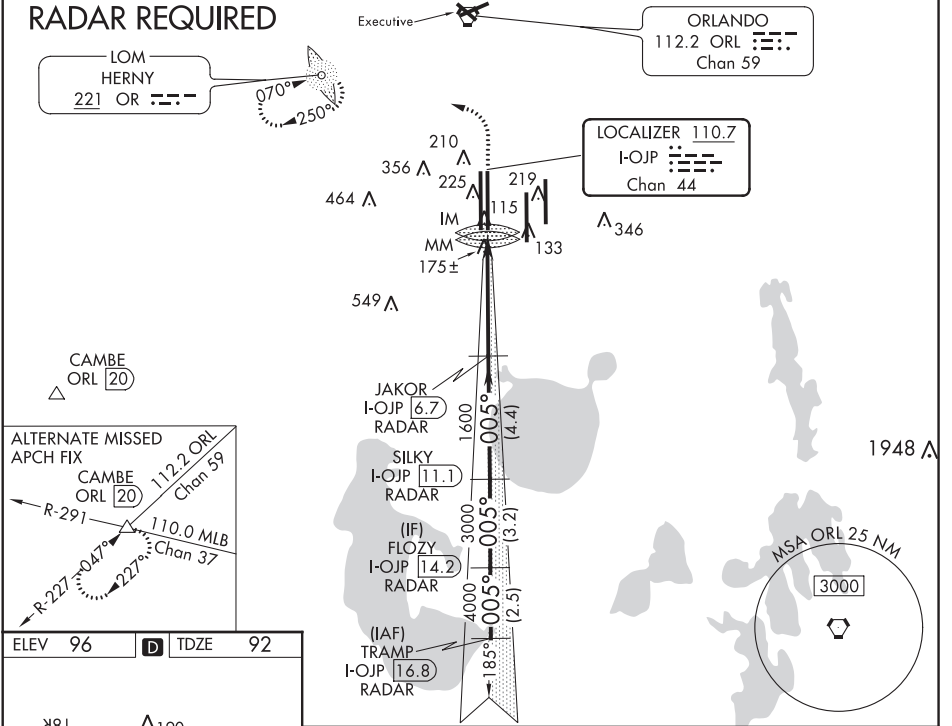 RADAR REQUIRED
Executive
ORLANDO
112.2 ORL
Chan 59
LOM
HERNY
221 OR
070°
250°
LOCALIZER 110.7
I-OJP
Chan 44
210
356
225
219
464
115
346
IM
MM
133
175±
549
CAMBE
ORL 20
JAKOR
I-OJP 6.7
RADAR
1600
005°
(4.4)
SILKY
I-OJP 11.1
RADAR
3000
005°
(3.2)
(IF)
FLOZY
I-OJP 14.2
RADAR
4000
005°
(2.5)
(IAF)
TRAMP
I-OJP 16.8
RADAR
185°
1948
ALTERNATE MISSED
APCH FIX
CAMBE
ORL 20
112.2 ORL
Chan 59
R-291
110.0 MLB
Chan 37
R-227
047°
227°
MSA ORL 25 NM
3000
ELEV 96
D
TDZE 92